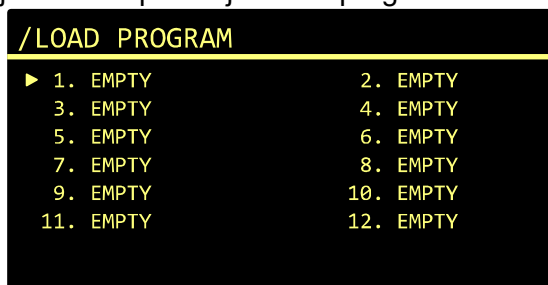 /LOAD PROGRAM
▶ 1. EMPTY 2. EMPTY
3. EMPTY 4. EMPTY
5. EMPTY 6. EMPTY
7. EMPTY 8. EMPTY
9. EMPTY 10. EMPTY
11. EMPTY 12. EMPTY